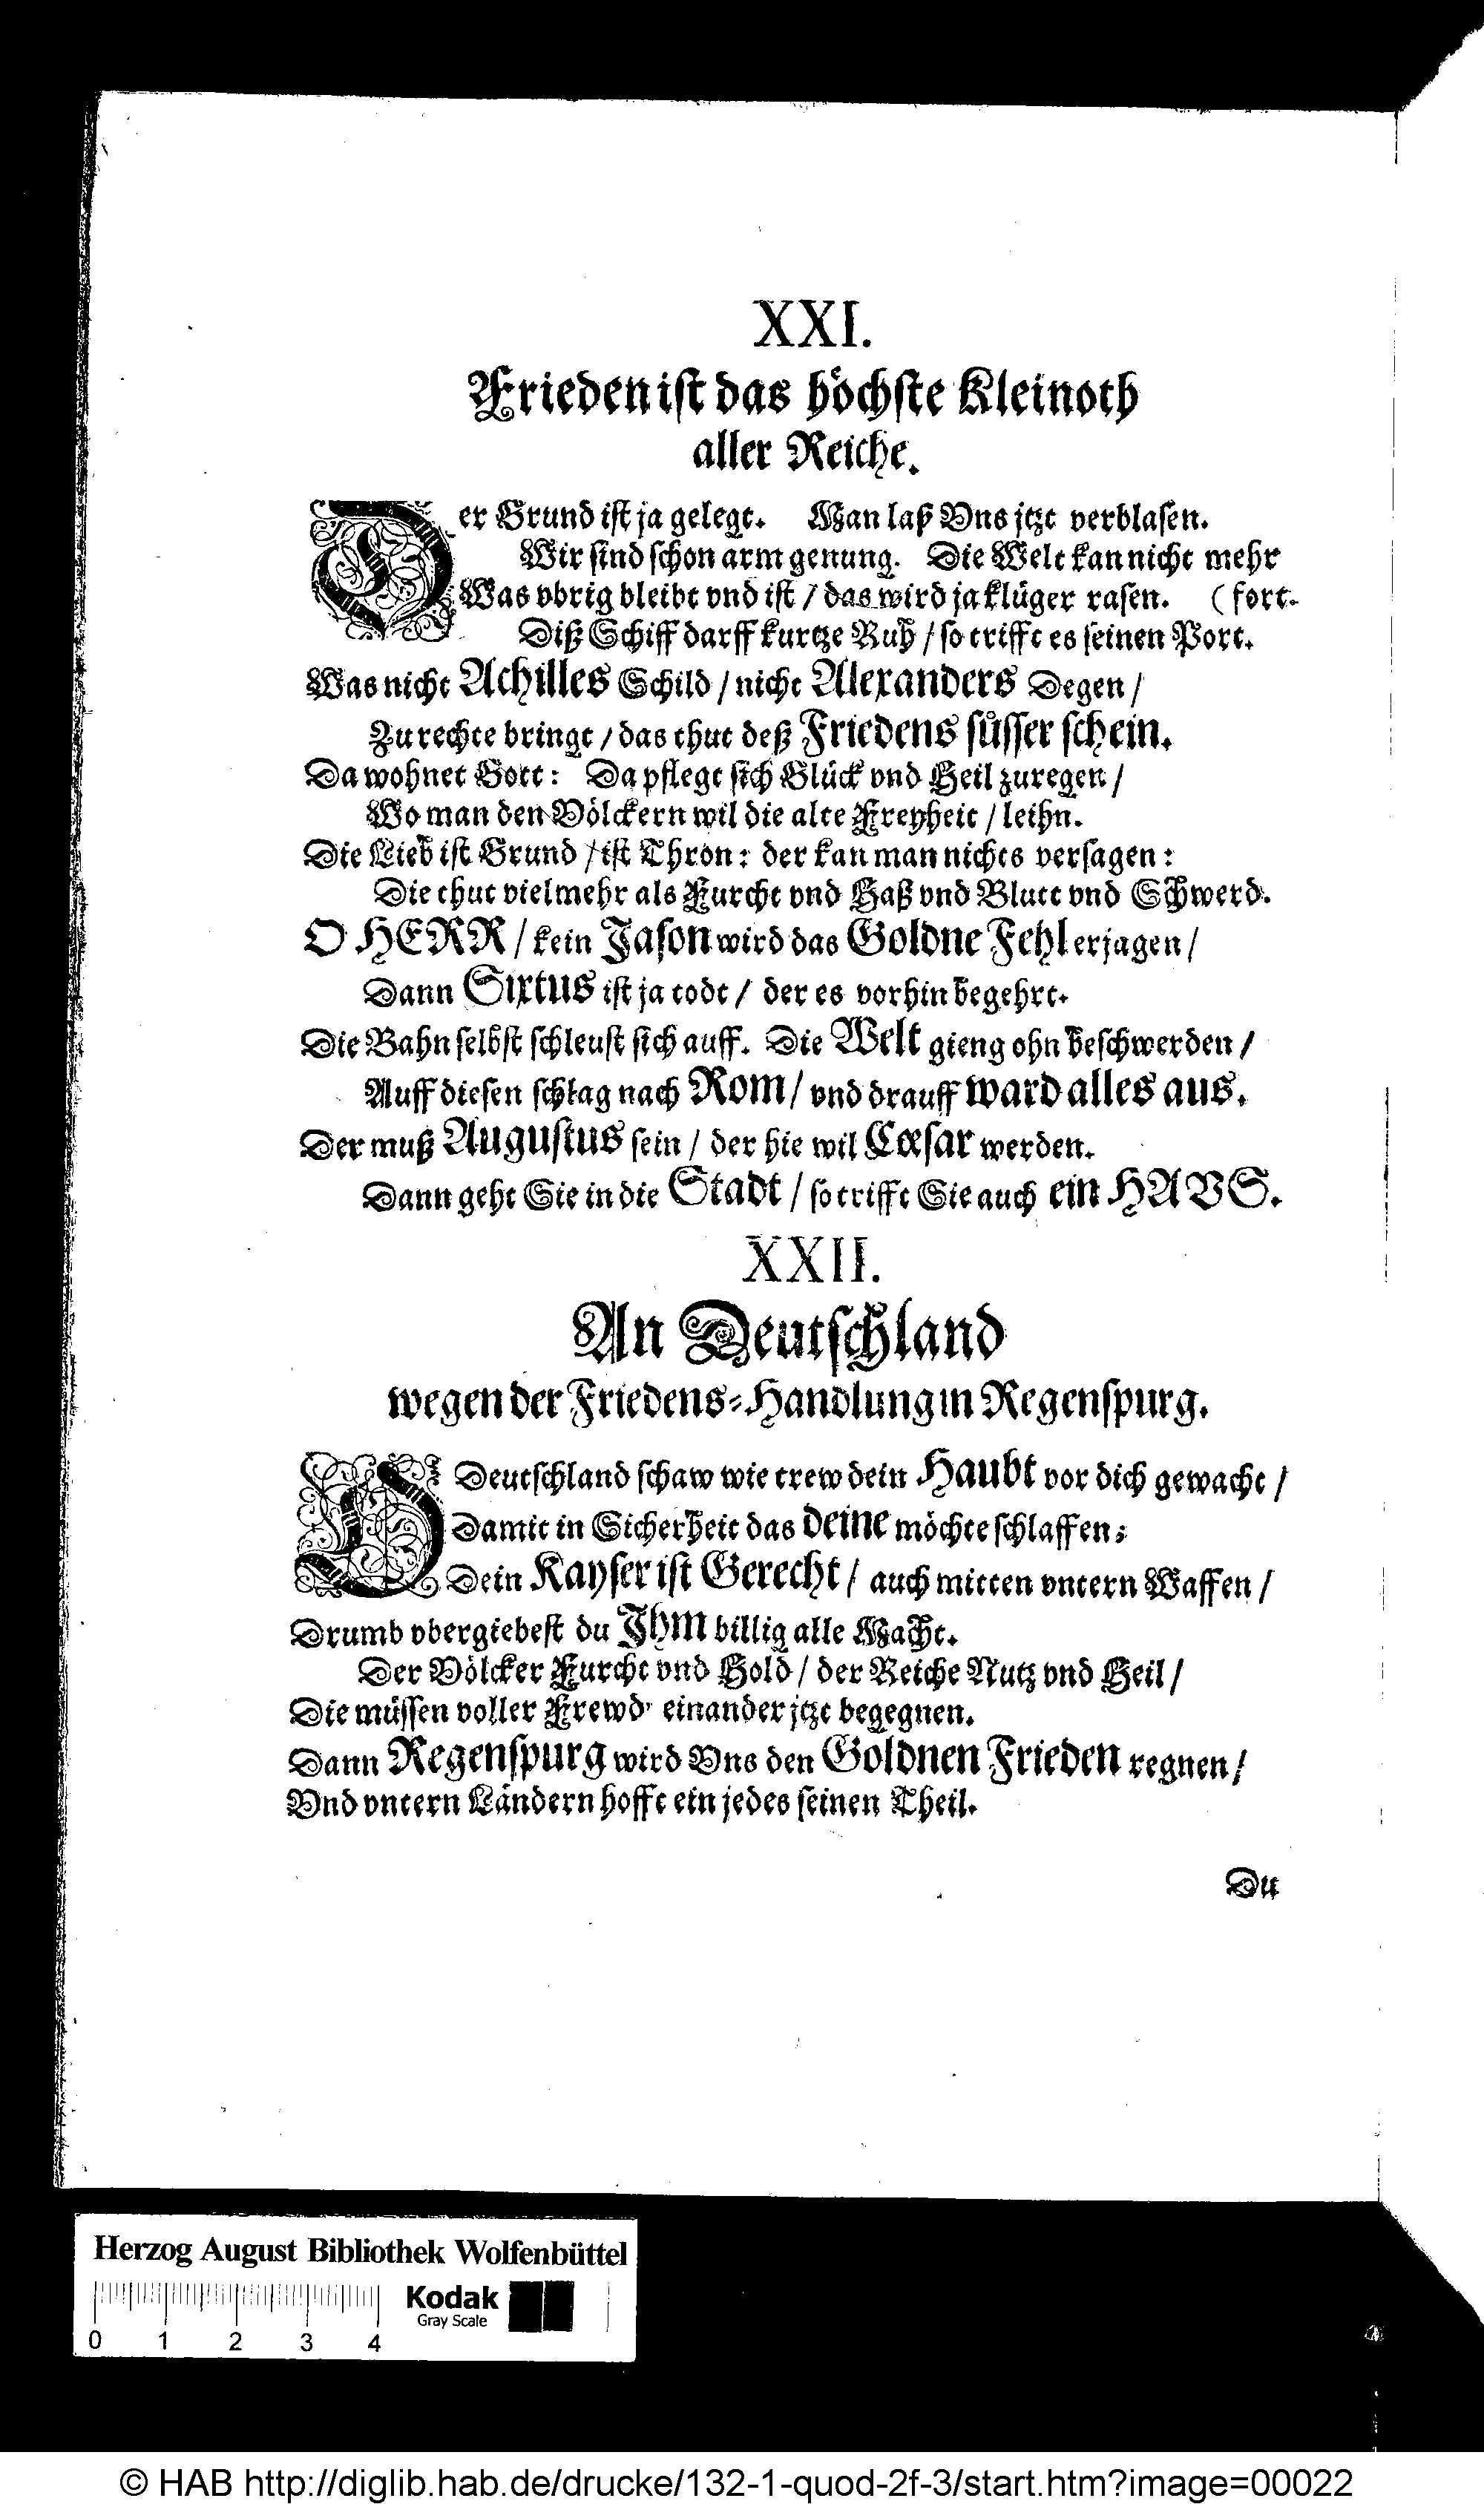 XXI.
Frieden ist das höchste Kleinoth
aller Reiche.
Der Grund ist ja gelegt. Man laß Vns jtzt verblasen.
Wir sind schon arm genung. Die Welt kan nicht mehr
Was vbrig bleibt vnd ist / das wird ja klüger rasen. (fort.
Diß Schiff darff kurtze Ruh / so trifft es seinen Port.
Was nicht Achilles Schild / nicht Alexanders Degen /
Zu rechte bringt / das thut deß Friedens süsser schein.
Da wohnet Gott: Da pflegt sich Glück vnd Heil zuregen /
Wo man den Völckern wil die alte Freyheit / leihn.
Die Lieb ist Grund / ist Thron: der kan man nichts versagen:
Die thut vielmehr als Furcht vnd Haß vnd Blutt vnd Schwerd.
O HERR / kein Jason wird das Goldne Fehl erjagen /
Dann Sixtus ist ja todt / der es vorhin begehrt.
Die Bahn selbst schleust sich auff. Die Welt gieng ohn beschwerden /
Auff diesen schlag nach Rom / vnd drauff ward alles aus.
Der muß Augustus sein / der hie wil Cæsar werden.
Dann geht Sie in die Stadt / so trifft Sie auch ein HAVS.
XXII.
An Deutschland
wegen der Friedens-Handlung in Regenspurg.
O Deutschland schaw wie trew dein Haubt vor dich gewacht /
Damit in Sicherheit das deine möchte schlaffen:
Dein Kayser ist Gerecht / auch mitten vntern Waffen /
Drumb vbergiebest du Jhm billig alle Macht.
Der Völcker Furcht vnd Hold / der Reiche Nutz vnd Heil /
Die müssen voller Frewd' einander jtzt begegnen.
Dann Regenspurg wird Vns den Goldnen Frieden regnen /
Vnd vntern Ländern hofft ein jedes seinen Theil.
Du
Herzog August Bibliothek Wolfenbüttel
Kodak
Gray Scale
0 1 2 3 4
© HAB http://diglib.hab.de/drucke/132-1-quod-2f-3/start.htm?image=00022